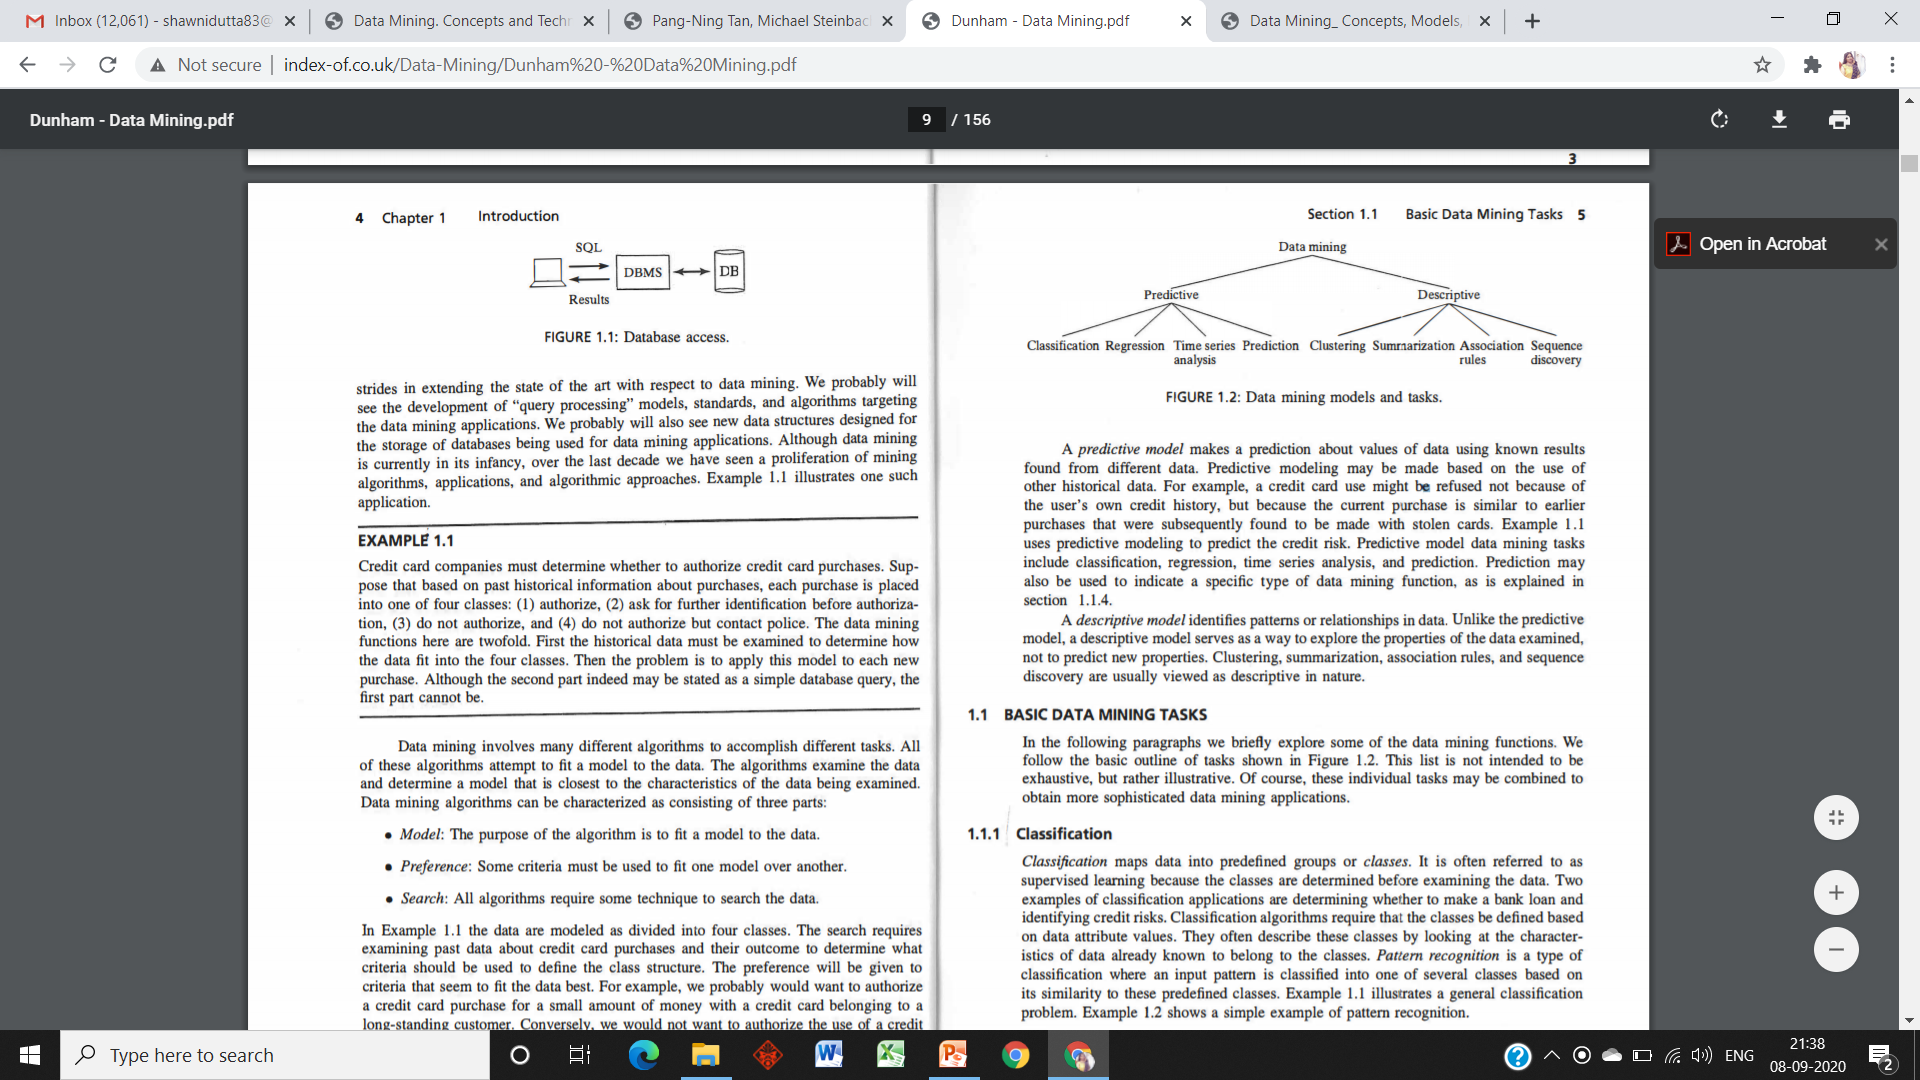 Inbox (12,061) - shawnidutta83@
Data Mining. Concepts and Techn
Pang-Ning Tan, Michael Steinbac
Dunham - Data Mining.pdf
Data Mining_ Concepts, Models,
Not secure
index-of.co.uk/Data-Mining/Dunham%20-%20Data%20Mining.pdf
Dunham - Data Mining.pdf
9 / 156
Open in Acrobat
3
4 Chapter 1 Introduction
SQL
DBMS
DB
Results
FIGURE 1.1: Database access.
strides in extending the state of the art with respect to data mining. We probably will
see the development of "query processing" models, standards, and algorithms targeting
the data mining applications. We probably will also see new data structures designed for
the storage of databases being used for data mining applications. Although data mining
is currently in its infancy, over the last decade we have seen a proliferation of mining
algorithms, applications, and algorithmic approaches. Example 1.1 illustrates one such
application.
EXAMPLE 1.1
Credit card companies must determine whether to authorize credit card purchases. Sup-
pose that based on past historical information about purchases, each purchase is placed
into one of four classes: (1) authorize, (2) ask for further identification before authoriza-
tion, (3) do not authorize, and (4) do not authorize but contact police. The data mining
functions here are twofold. First the historical data must be examined to determine how
the data fit into the four classes. Then the problem is to apply this model to each new
purchase. Although the second part indeed may be stated as a simple database query, the
first part cannot be.
Data mining involves many different algorithms to accomplish different tasks. All
of these algorithms attempt to fit a model to the data. The algorithms examine the data
and determine a model that is closest to the characteristics of the data being examined.
Data mining algorithms can be characterized as consisting of three parts:
• Model: The purpose of the algorithm is to fit a model to the data.
• Preference: Some criteria must be used to fit one model over another.
• Search: All algorithms require some technique to search the data.
In Example 1.1 the data are modeled as divided into four classes. The search requires
examining past data about credit card purchases and their outcome to determine what
criteria should be used to define the class structure. The preference will be given to
criteria that seem to fit the data best. For example, we probably would want to authorize
a credit card purchase for a small amount of money with a credit card belonging to a
long-standing customer. Conversely, we would not want to authorize the use of a credit
Section 1.1 Basic Data Mining Tasks 5
Data mining
Predictive
Descriptive
Classification Regression Time series Prediction Clustering Summarization Association Sequence
analysis rules discovery
FIGURE 1.2: Data mining models and tasks.
A predictive model makes a prediction about values of data using known results
found from different data. Predictive modeling may be made based on the use of
other historical data. For example, a credit card use might be refused not because of
the user's own credit history, but because the current purchase is similar to earlier
purchases that were subsequently found to be made with stolen cards. Example 1.1
uses predictive modeling to predict the credit risk. Predictive model data mining tasks
include classification, regression, time series analysis, and prediction. Prediction may
also be used to indicate a specific type of data mining function, as is explained in
section 1.1.4.
A descriptive model identifies patterns or relationships in data. Unlike the predictive
model, a descriptive model serves as a way to explore the properties of the data examined,
not to predict new properties. Clustering, summarization, association rules, and sequence
discovery are usually viewed as descriptive in nature.
1.1 BASIC DATA MINING TASKS
In the following paragraphs we briefly explore some of the data mining functions. We
follow the basic outline of tasks shown in Figure 1.2. This list is not intended to be
exhaustive, but rather illustrative. Of course, these individual tasks may be combined to
obtain more sophisticated data mining applications.
1.1.1 Classification
Classification maps data into predefined groups or classes. It is often referred to as
supervised learning because the classes are determined before examining the data. Two
examples of classification applications are determining whether to make a bank loan and
identifying credit risks. Classification algorithms require that the classes be defined based
on data attribute values. They often describe these classes by looking at the character-
istics of data already known to belong to the classes. Pattern recognition is a type of
classification where an input pattern is classified into one of several classes based on
its similarity to these predefined classes. Example 1.1 illustrates a general classification
problem. Example 1.2 shows a simple example of pattern recognition.
Type here to search
ENG
21:38
08-09-2020
2